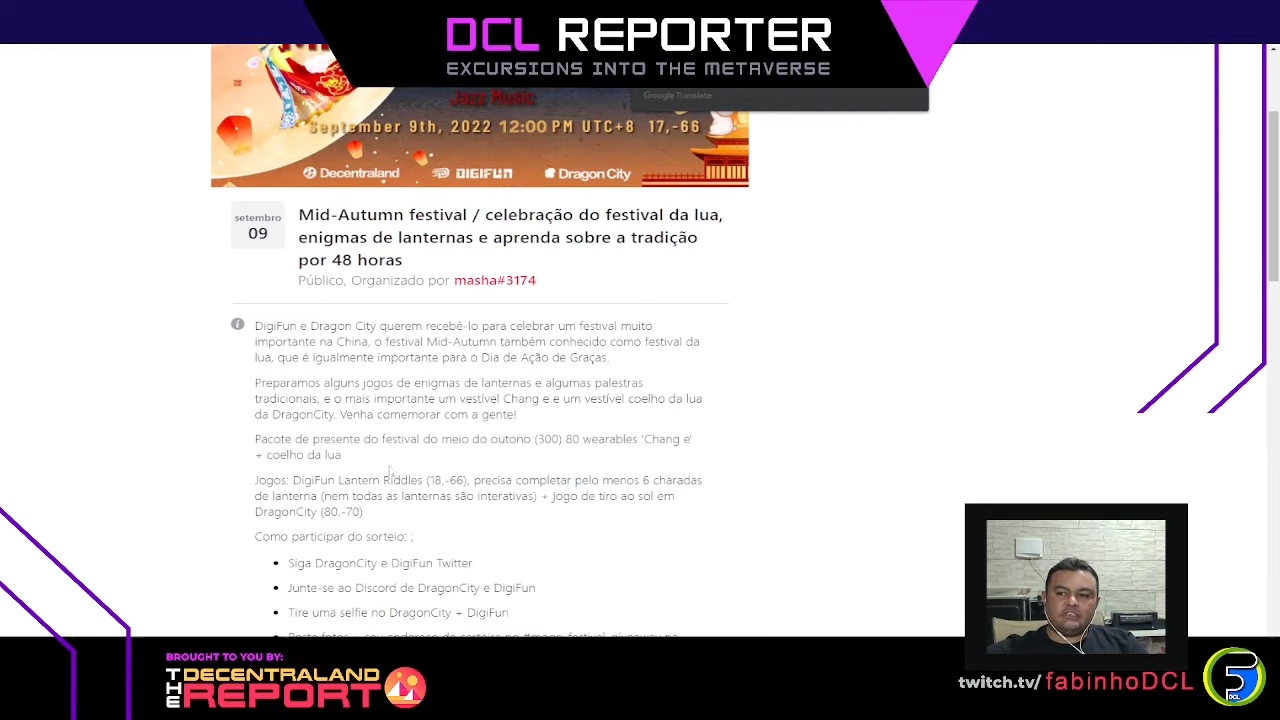 DCL REPORTER
EXCURSIONS INTO THE METAVERSE
Google Translate
Jazz Music
September 9th, 2022 12:00 PM UTC+8 17,-66
Decentraland DIGIFUN Dragon City
setembro
09
Mid-Autumn festival / celebração do festival da lua,
enigmas de lanternas e aprenda sobre a tradição
por 48 horas
Público, Organizado por masha#3174
DigiFun e Dragon City querem recebê-lo para celebrar um festival muito
importante na China, o festival Mid-Autumn também conhecido como festival da
lua, que é igualmente importante para o Dia de Ação de Graças.
Preparamos alguns jogos de enigmas de lanternas e algumas palestras
tradicionais, e o mais importante um vestível Chang e e um vestível coelho da lua
da DragonCity. Venha comemorar com a gente!
Pacote de presente do festival do meio do outono (300) 80 wearables 'Chang e'
+ coelho da lua
Jogos: DigiFun Lantern Riddles (18,-66), precisa completar pelo menos 6 charadas
de lanterna (nem todas as lanternas são interativas) + jogo de tiro ao sol em
DragonCity (80,-70)
Como participar do sorteio: ;
• Siga DragonCity e DigiFun Twitter
• Junte-se ao Discord de DragonCity e DigiFun
• Tire uma selfie no DragonCity + DigiFun
BROUGHT TO YOU BY:
THE DECENTRALAND REPORT
twitch.tv/fabinhoDCL
DCL